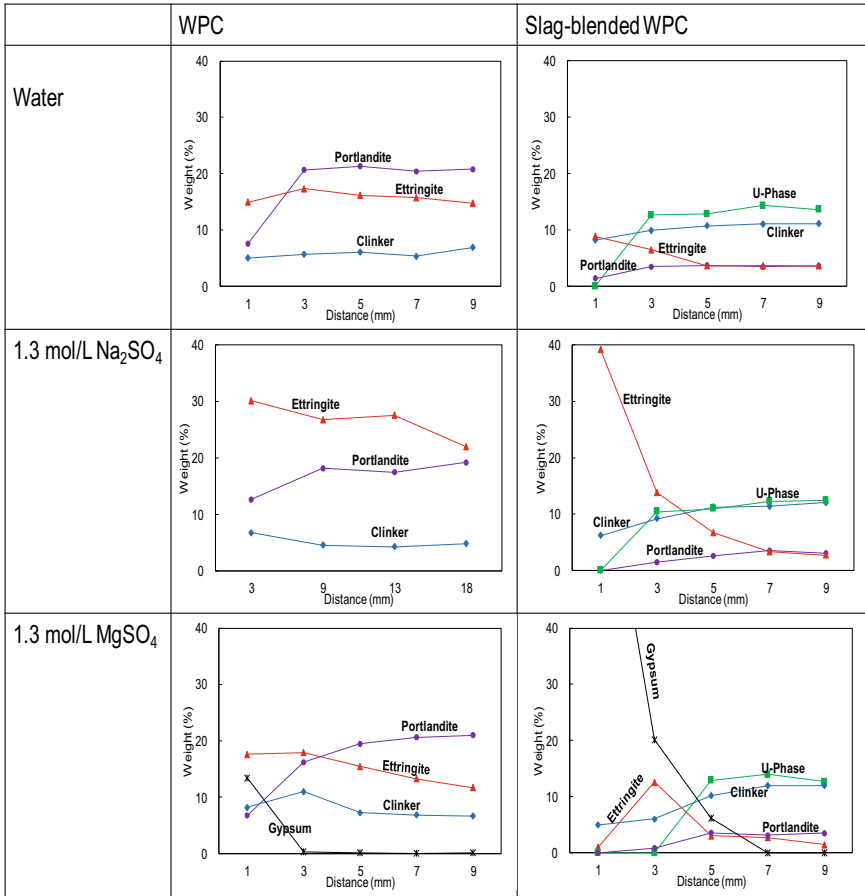 WPC
Slag-blended WPC
Water
Weight (%)
40
30
20
10
0
Portlandite
Ettringite
Clinker
1 3 5 7 9
Distance (mm)
Weight (%)
40
30
20
10
0
U-Phase
Clinker
Ettringite
Portlandite
1 3 5 7 9
Distance (mm)
1.3 mol/L Na₂SO₄
Weight (%)
40
30
20
10
0
Ettringite
Portlandite
Clinker
3 9 13 18
Distance (mm)
Weight (%)
40
30
20
10
0
Ettringite
U-Phase
Clinker
Portlandite
1 3 5 7 9
Distance (mm)
1.3 mol/L MgSO₄
Weight (%)
40
30
20
10
0
Portlandite
Ettringite
Clinker
Gypsum
1 3 5 7 9
Distance (mm)
Weight (%)
40
30
20
10
0
Gypsum
U-Phase
Ettringite
Clinker
Portlandite
1 3 5 7 9
Distance (mm)